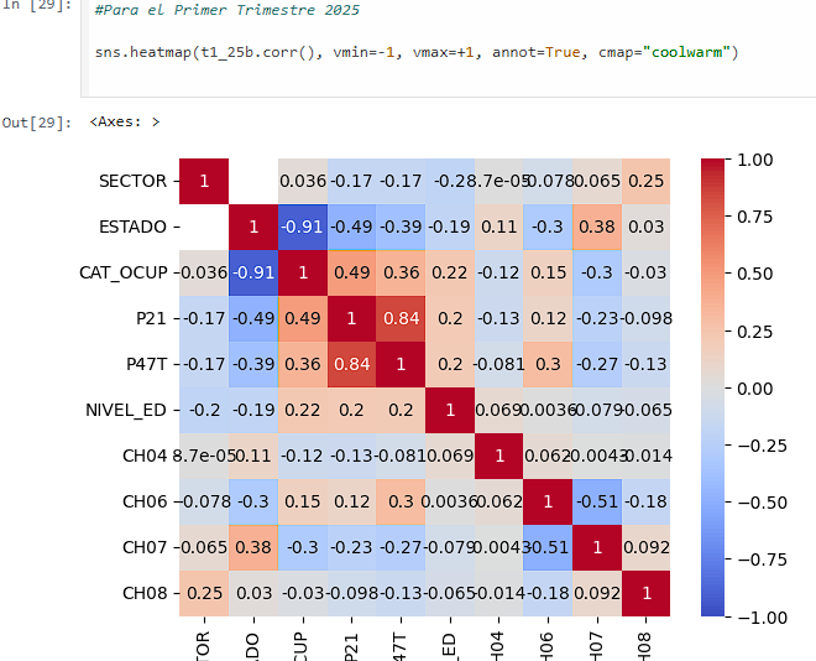 In [29]:
#Para el Primer Trimestre 2025
sns.heatmap(t1_25b.corr(), vmin=-1, vmax=+1, annot=True, cmap="coolwarm")
Out[29]: <Axes: >
SECTOR 1 0.036 -0.17 -0.17 -0.28.7e-050.078 0.065 0.25
ESTADO 1 -0.91 -0.49 -0.39 -0.19 0.11 -0.3 0.38 0.03
CAT_OCUP 0.036 -0.91 1 0.49 0.36 0.22 -0.12 0.15 -0.3 -0.03
P21 -0.17 -0.49 0.49 1 0.84 0.2 -0.13 0.12 -0.23 -0.098
P47T -0.17 -0.39 0.36 0.84 1 0.2 -0.081 0.3 -0.27 -0.13
NIVEL_ED -0.2 -0.19 0.22 0.2 0.2 1 0.069 0.0036 0.079 0.065
CH04 8.7e-05 0.11 -0.12 -0.13 -0.081 0.069 1 0.062 0.0043 0.014
CH06 -0.078 -0.3 0.15 0.12 0.3 0.0036 0.062 1 -0.51 -0.18
CH07 -0.065 0.38 -0.3 -0.23 -0.27 -0.079 0.0043 -0.51 1 0.092
CH08 0.25 0.03 -0.03 -0.098 -0.13 -0.065 0.014 -0.18 0.092 1
TOR ADO CUP P21 47T _ED H04 H06 H07 H08
1.00
0.75
0.50
0.25
0.00
−0.25
−0.50
−0.75
−1.00